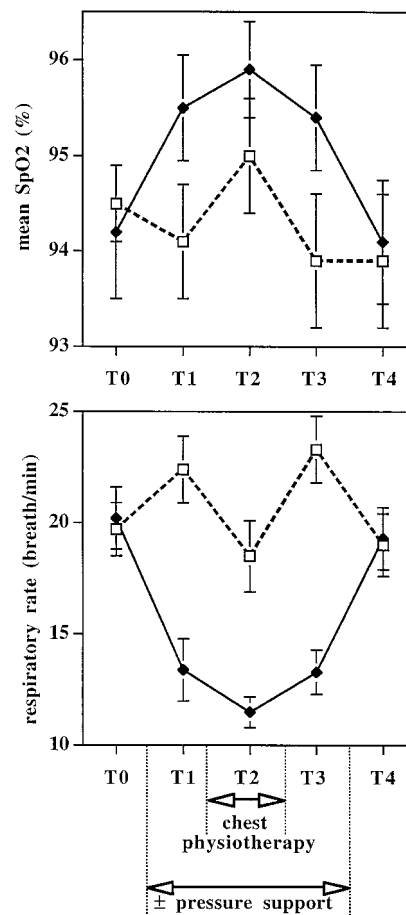 96
95
94
93
mean SpO2 (%)
T0 T1 T2 T3 T4
25
20
15
10
respiratory rate (breath/min)
T0 T1 T2 T3 T4
chest
physiotherapy
± pressure support